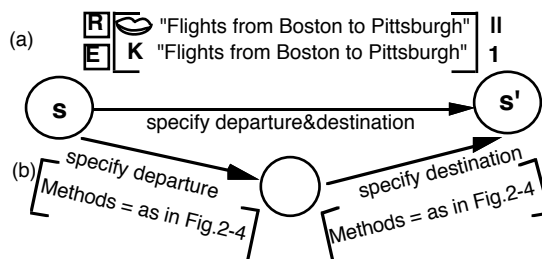 (a) R "Flights from Boston to Pittsburgh" II
E K "Flights from Boston to Pittsburgh" 1
s s'
specify departure&destination
(b) specify departure specify destination
Methods = as in Fig.2-4 Methods = as in Fig.2-4